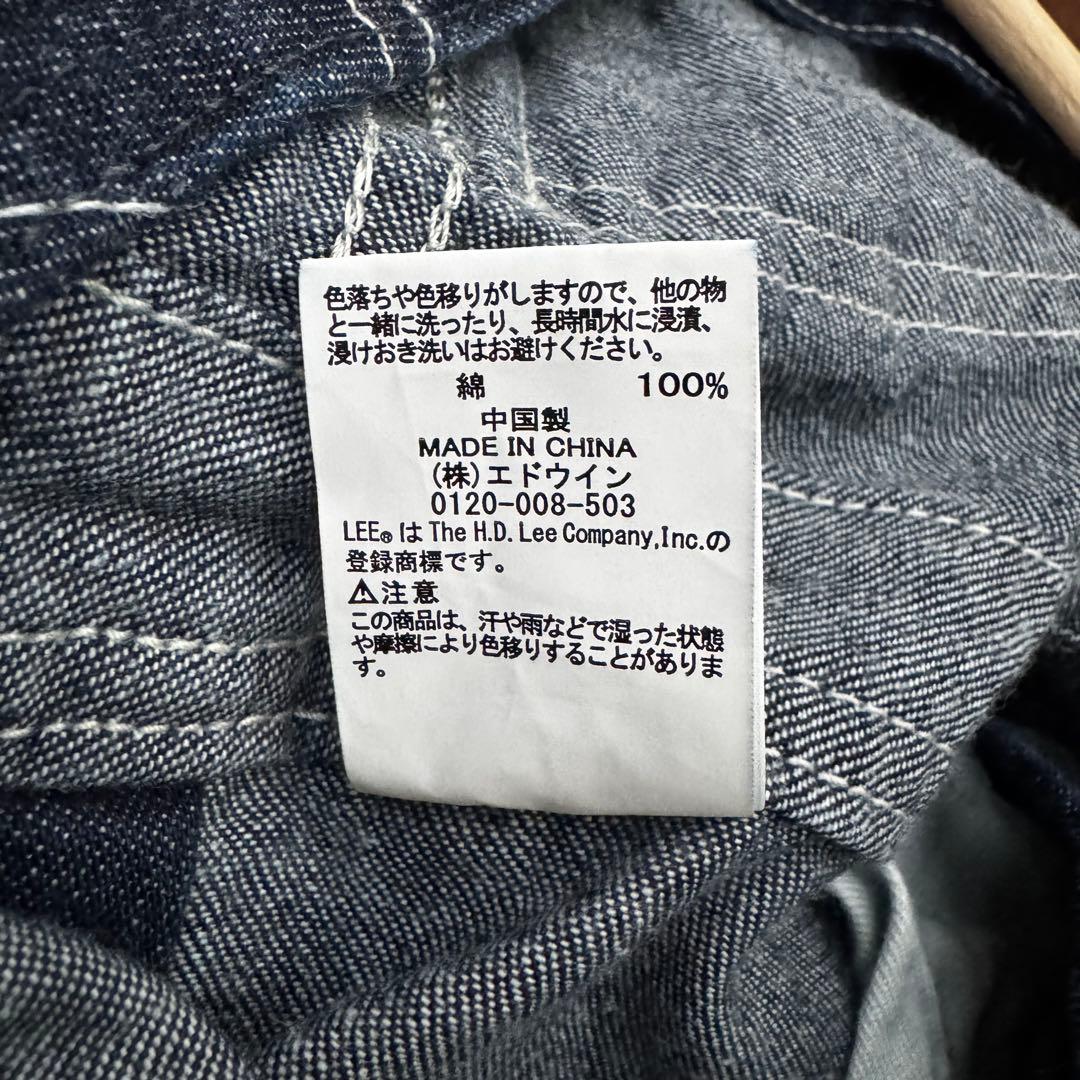 色落ちや色移りがしますので、他の物
と一緒に洗ったり、長時間水に浸漬、
浸けおき洗いはお避けください。
綿 100%
中国製
MADE IN CHINA
(株)エドウイン
0120-008-503
LEE® は The H.D. Lee Company,Inc.の
登録商標です。
⚠注意
この商品は、汗や雨などで湿った状態
や摩擦により色移りすることがありま
す。